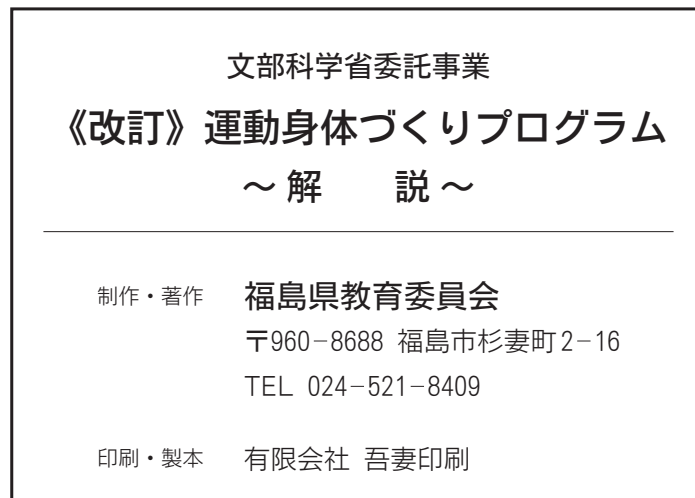 文部科学省委託事業
《改訂》運動身体づくりプログラム
～解　　説～
制作・著作　福島県教育委員会
〒960−8688 福島市杉妻町2−16
TEL 024−521−8409
印刷・製本　有限会社 吾妻印刷